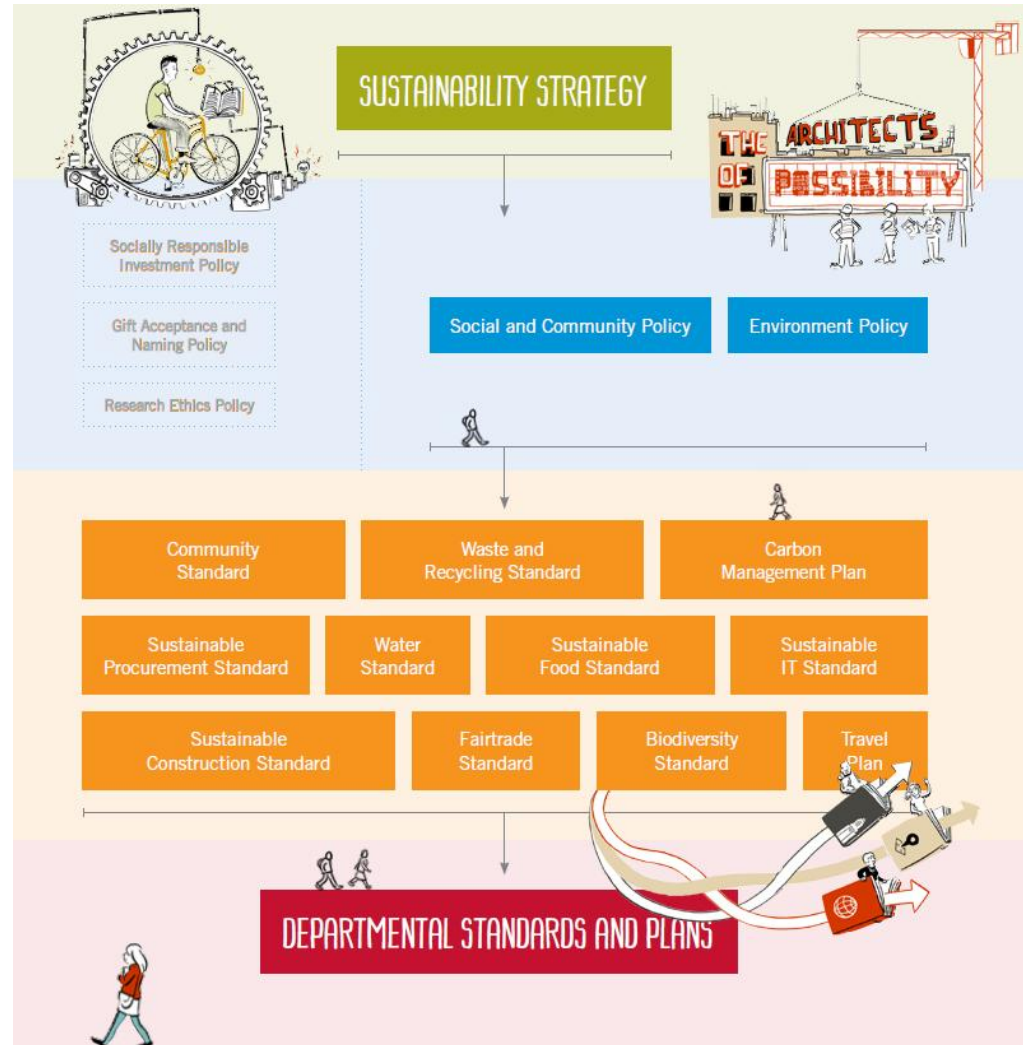 SUSTAINABILITY STRATEGY
THE
OF
ARCHITECTS
POSSIBILITY
Socially Responsible
Investment Policy
Gift Acceptance and
Naming Policy
Research Ethics Policy
Social and Community Policy
Environment Policy
Community
Standard
Waste and
Recycling Standard
Carbon
Management Plan
Sustainable
Procurement Standard
Water
Standard
Sustainable
Food Standard
Sustainable
IT Standard
Sustainable
Construction Standard
Fairtrade
Standard
Biodiversity
Standard
Travel
Plan
DEPARTMENTAL STANDARDS AND PLANS